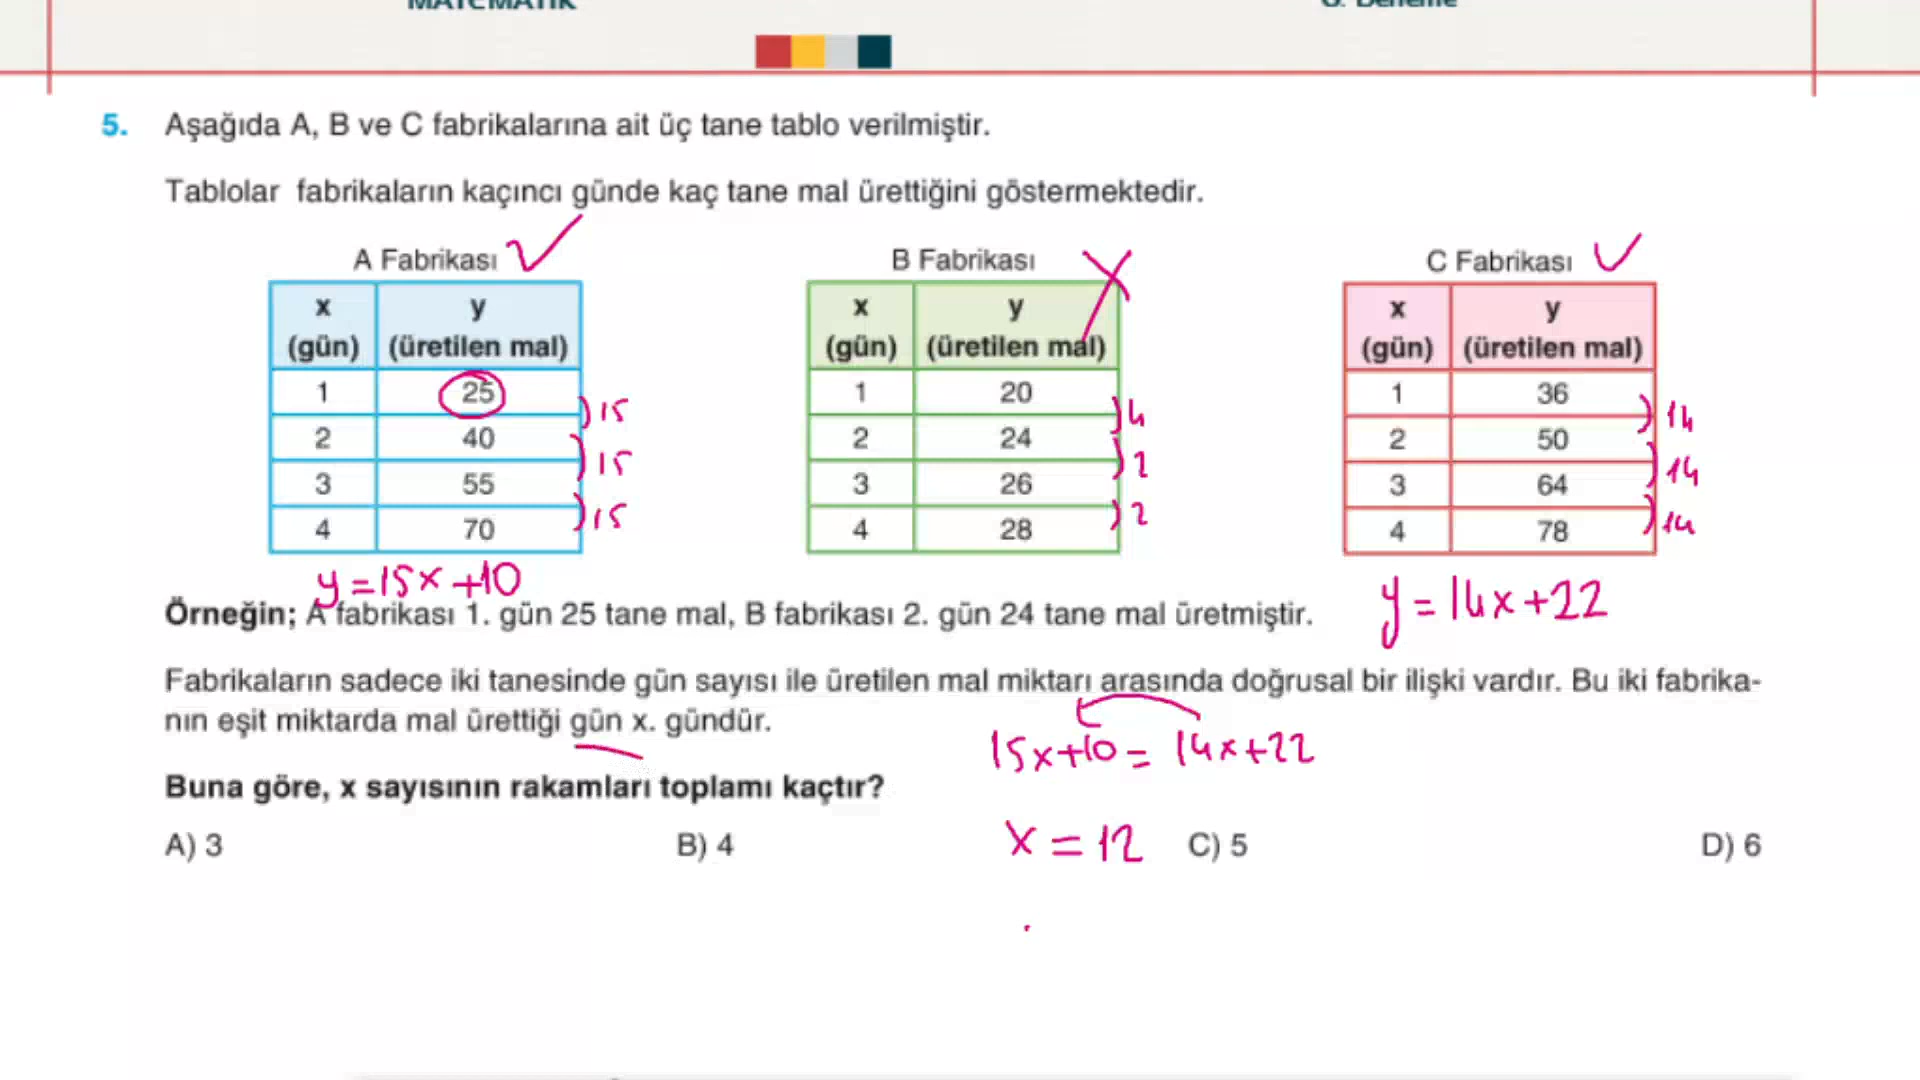 MATEMATİK
5. Aşağıda A, B ve C fabrikalarına ait üç tane tablo verilmiştir.
Tablolar fabrikaların kaçıncı günde kaç tane mal ürettiğini göstermektedir.
A Fabrikası
x (gün) y (üretilen mal)
1 25
2 40
3 55
4 70
15
15
15
y=15x+10
B Fabrikası
x (gün) y (üretilen mal)
1 20
2 24
3 26
4 28
4
2
2
C Fabrikası
x (gün) y (üretilen mal)
1 36
2 50
3 64
4 78
14
14
14
y=14x+22
Örneğin; A fabrikası 1. gün 25 tane mal, B fabrikası 2. gün 24 tane mal üretmiştir.
Fabrikaların sadece iki tanesinde gün sayısı ile üretilen mal miktarı arasında doğrusal bir ilişki vardır. Bu iki fabrika-
nın eşit miktarda mal ürettiği gün x. gündür.
15x+10=14x+22
Buna göre, x sayısının rakamları toplamı kaçtır?
x=12
A) 3 B) 4 C) 5 D) 6